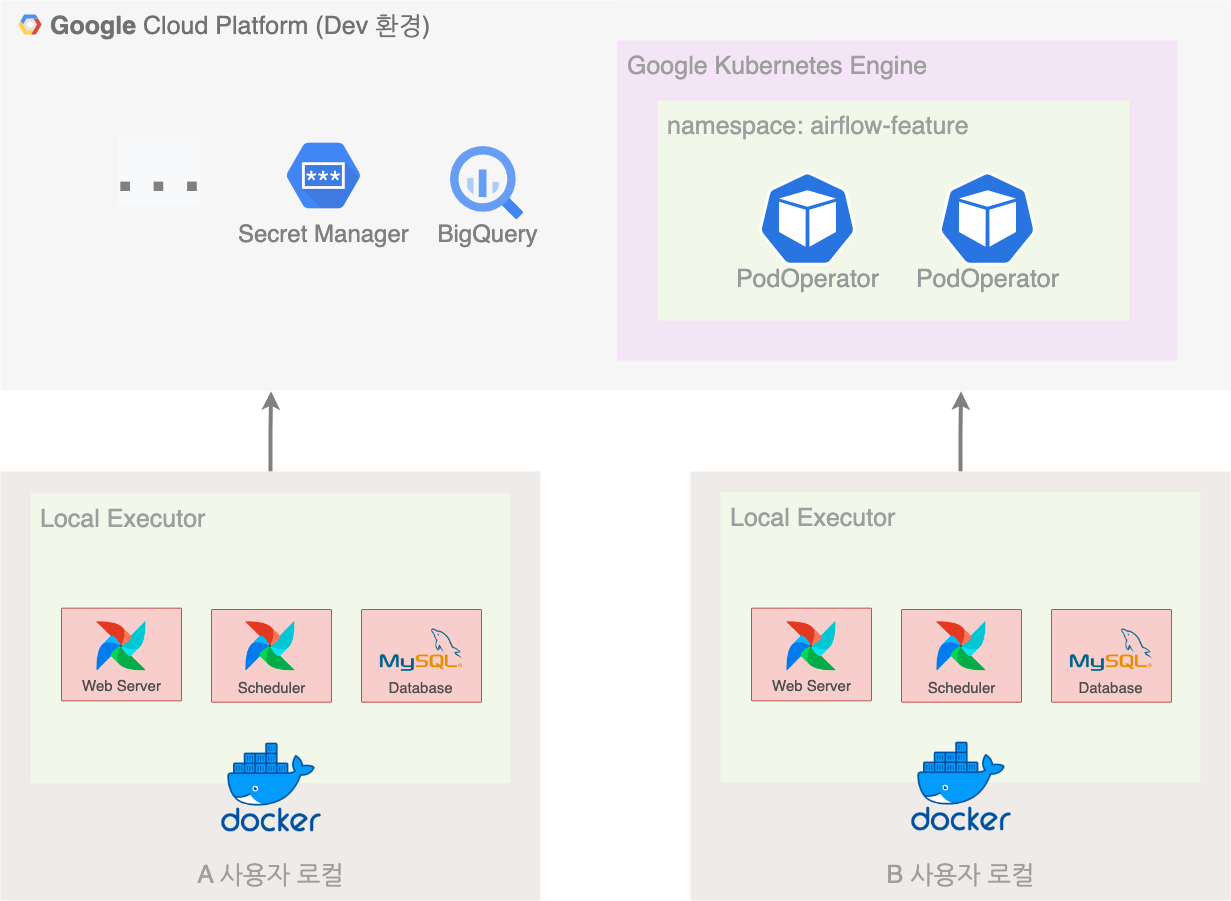 Google Cloud Platform (Dev 환경)
Google Kubernetes Engine
namespace: airflow-feature
***
Secret Manager
BigQuery
PodOperator
PodOperator
Local Executor
Web Server
Scheduler
MySQL
Database
docker
A 사용자 로컬
Local Executor
Web Server
Scheduler
MySQL
Database
docker
B 사용자 로컬